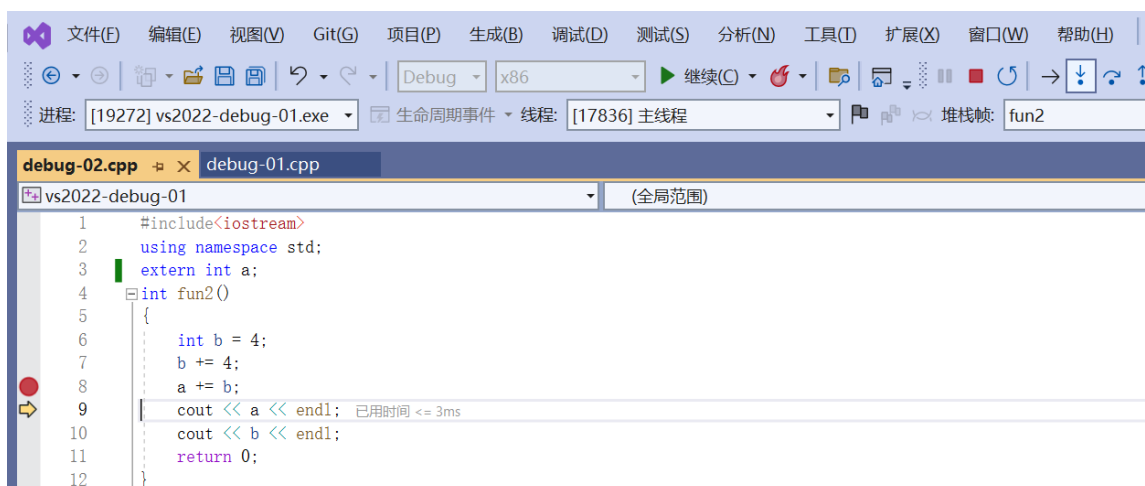 文件(F) 编辑(E) 视图(V) Git(G) 项目(P) 生成(B) 调试(D) 测试(S) 分析(N) 工具(T) 扩展(X) 窗口(W) 帮助(H)
Debug x86 继续(C)
进程: [19272] vs2022-debug-01.exe 生命周期事件 线程: [17836] 主线程 堆栈帧: fun2
debug-02.cpp debug-01.cpp
vs2022-debug-01 (全局范围)
1 #include<iostream>
2 using namespace std;
3 extern int a;
4 int fun2()
5 {
6 int b = 4;
7 b += 4;
8 a += b;
9 cout << a << endl; 已用时间 <= 3ms
10 cout << b << endl;
11 return 0;
12 }